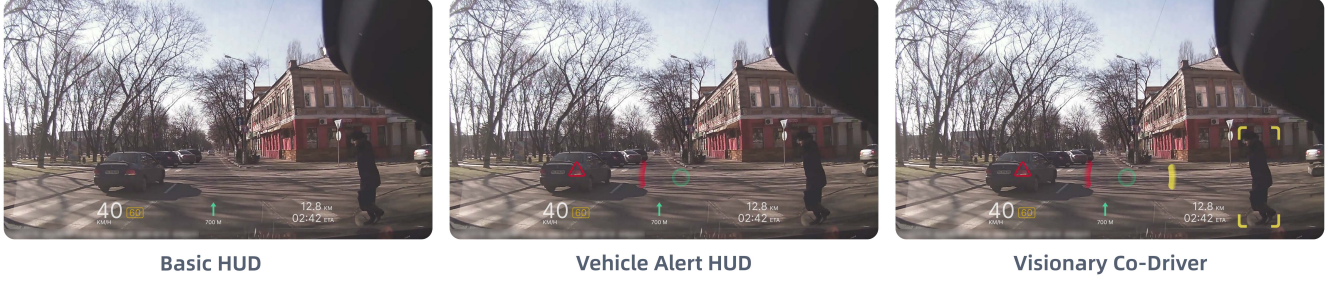 40 60
KM/H
700 M
12.8 KM
02:42 ETA
Basic HUD
40 60
KM/H
700 M
12.8 KM
02:42 ETA
Vehicle Alert HUD
40 60
KM/H
700 M
12.8 KM
02:42 ETA
Visionary Co-Driver